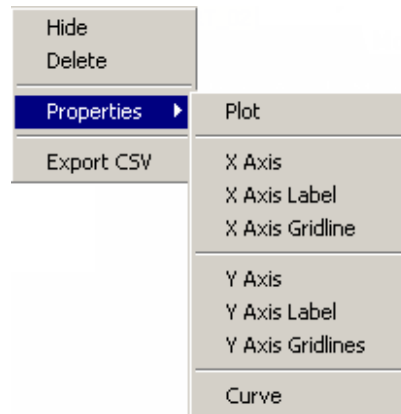 Hide
Delete
Properties
Export CSV
Plot
X Axis
X Axis Label
X Axis Gridline
Y Axis
Y Axis Label
Y Axis Gridlines
Curve